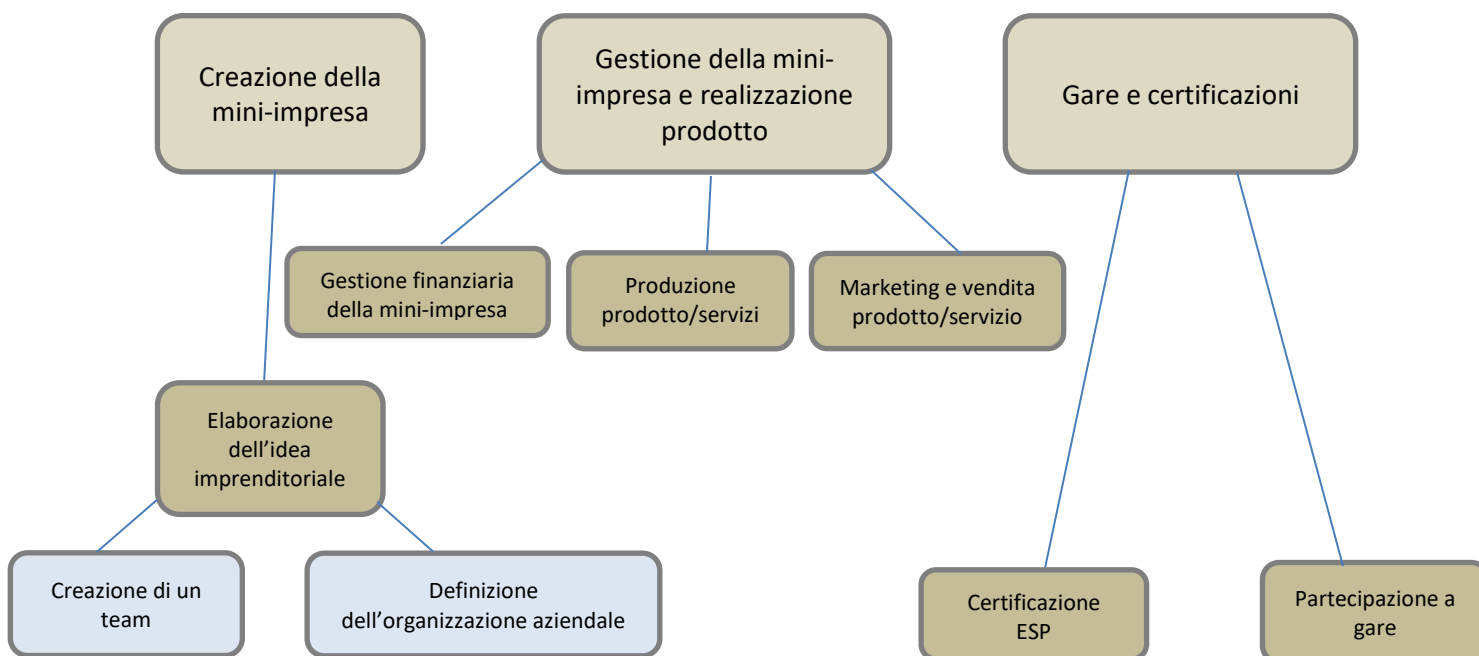 Creazione della
mini-impresa
Gestione della mini-
impresa e realizzazione
prodotto
Gare e certificazioni
Gestione finanziaria
della mini-impresa
Produzione
prodotto/servizi
Marketing e vendita
prodotto/servizio
Elaborazione
dell’idea
imprenditoriale
Creazione di un
team
Definizione
dell’organizzazione aziendale
Certificazione
ESP
Partecipazione a
gare